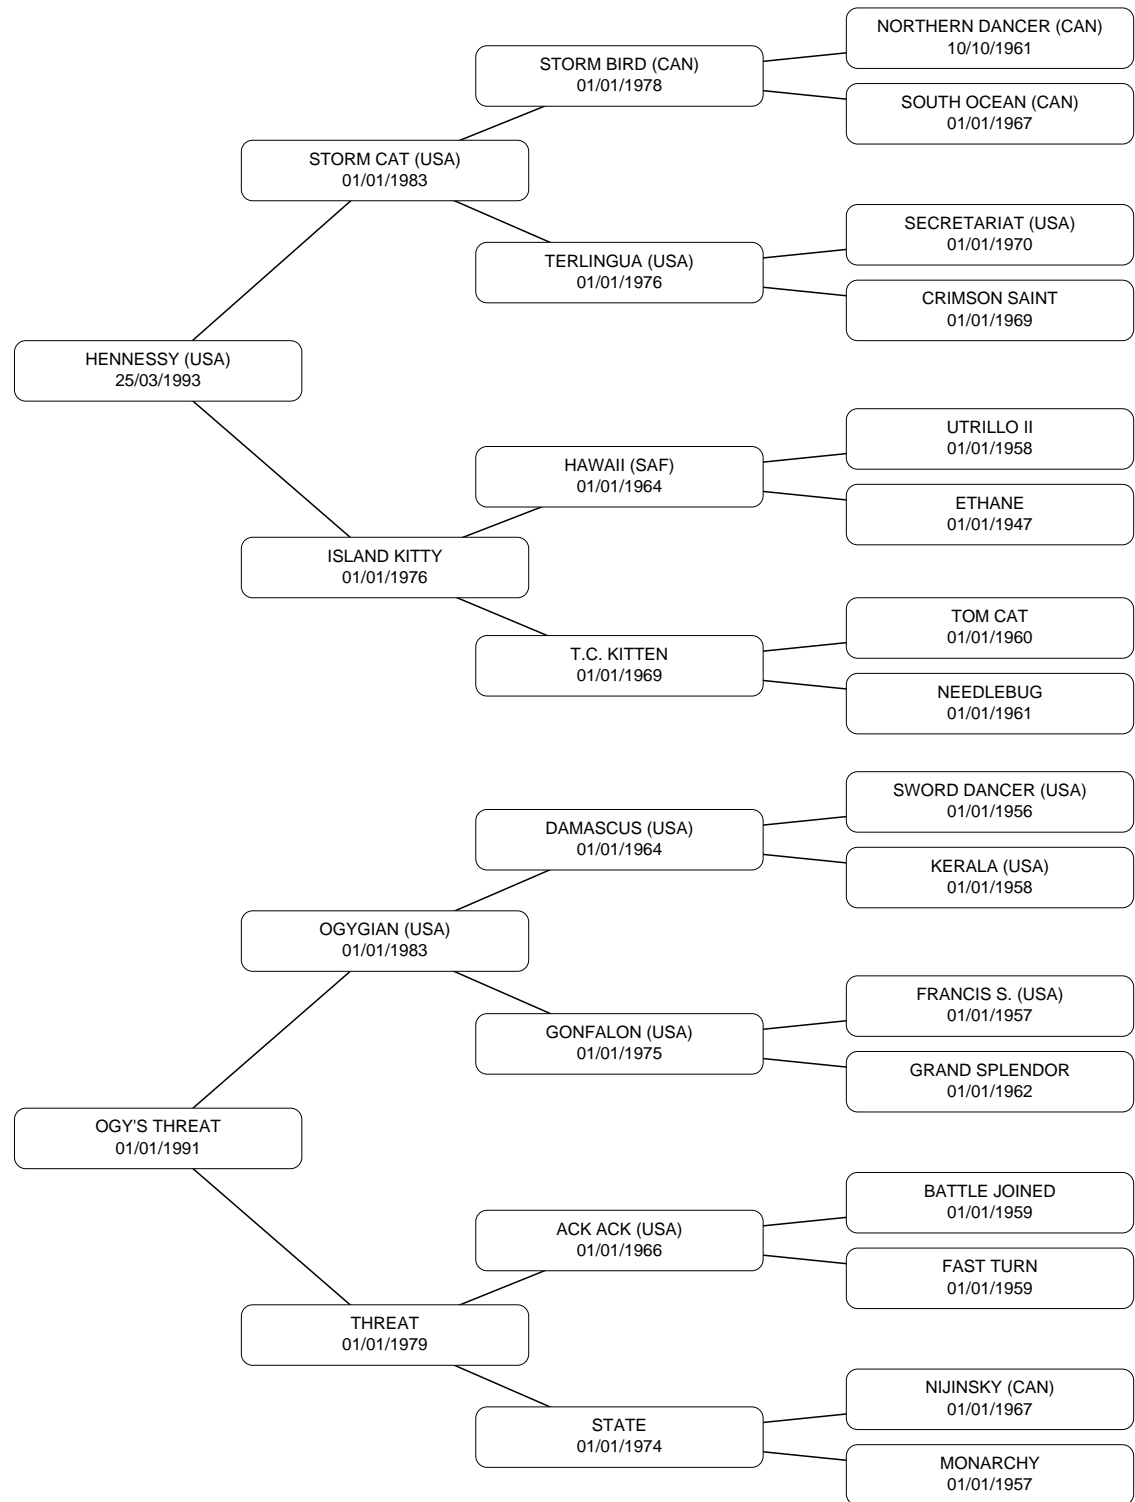 NORTHERN DANCER (CAN)
10/10/1961
STORM BIRD (CAN)
01/01/1978
SOUTH OCEAN (CAN)
01/01/1967
STORM CAT (USA)
01/01/1983
SECRETARIAT (USA)
01/01/1970
TERLINGUA (USA)
01/01/1976
CRIMSON SAINT
01/01/1969
HENNESSY (USA)
25/03/1993
UTRILLO II
01/01/1958
HAWAII (SAF)
01/01/1964
ETHANE
01/01/1947
ISLAND KITTY
01/01/1976
TOM CAT
01/01/1960
T.C. KITTEN
01/01/1969
NEEDLEBUG
01/01/1961
SWORD DANCER (USA)
01/01/1956
DAMASCUS (USA)
01/01/1964
KERALA (USA)
01/01/1958
OGYGIAN (USA)
01/01/1983
FRANCIS S. (USA)
01/01/1957
GONFALON (USA)
01/01/1975
GRAND SPLENDOR
01/01/1962
OGY'S THREAT
01/01/1991
BATTLE JOINED
01/01/1959
ACK ACK (USA)
01/01/1966
FAST TURN
01/01/1959
THREAT
01/01/1979
NIJINSKY (CAN)
01/01/1967
STATE
01/01/1974
MONARCHY
01/01/1957